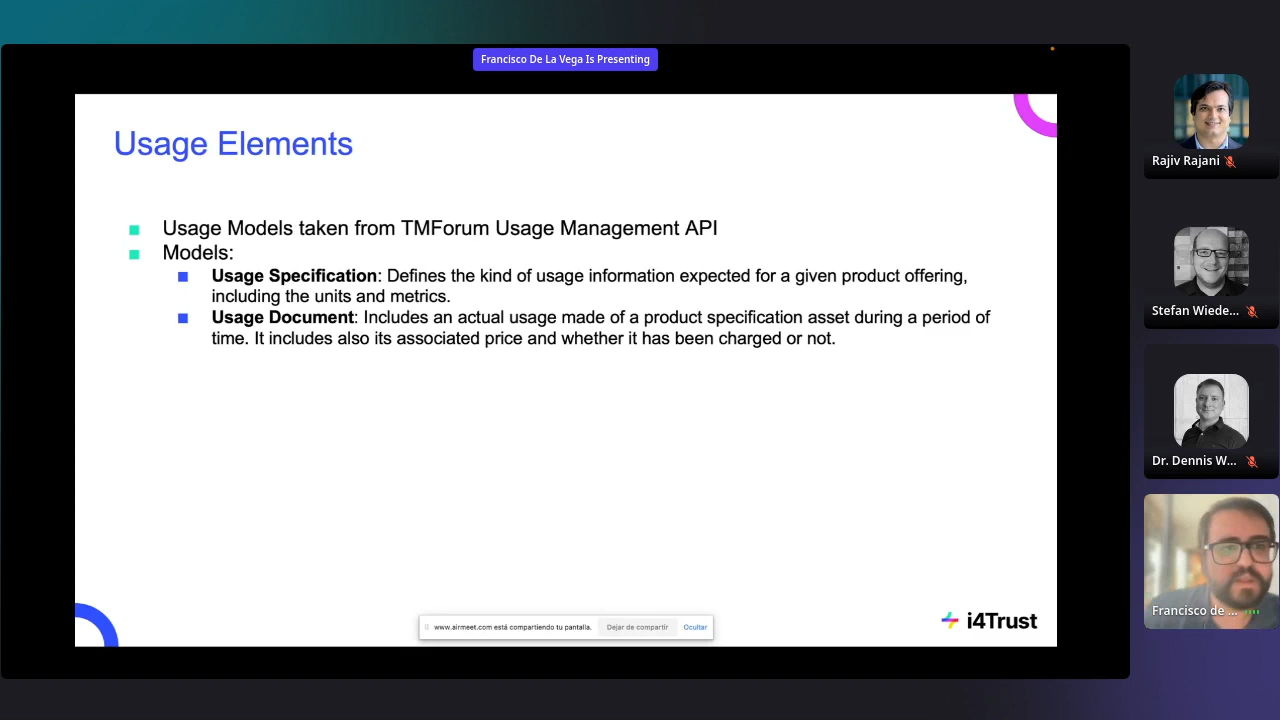 Francisco De La Vega Is Presenting
Usage Elements
Usage Models taken from TMForum Usage Management API
Models:
Usage Specification: Defines the kind of usage information expected for a given product offering,
including the units and metrics.
Usage Document: Includes an actual usage made of a product specification asset during a period of
time. It includes also its associated price and whether it has been charged or not.
www.airmeet.com está compartiendo tu pantalla.
Dejar de compartir
Ocultar
i4Trust
Rajiv Rajani
Stefan Wiede...
Dr. Dennis W...
Francisco de ...